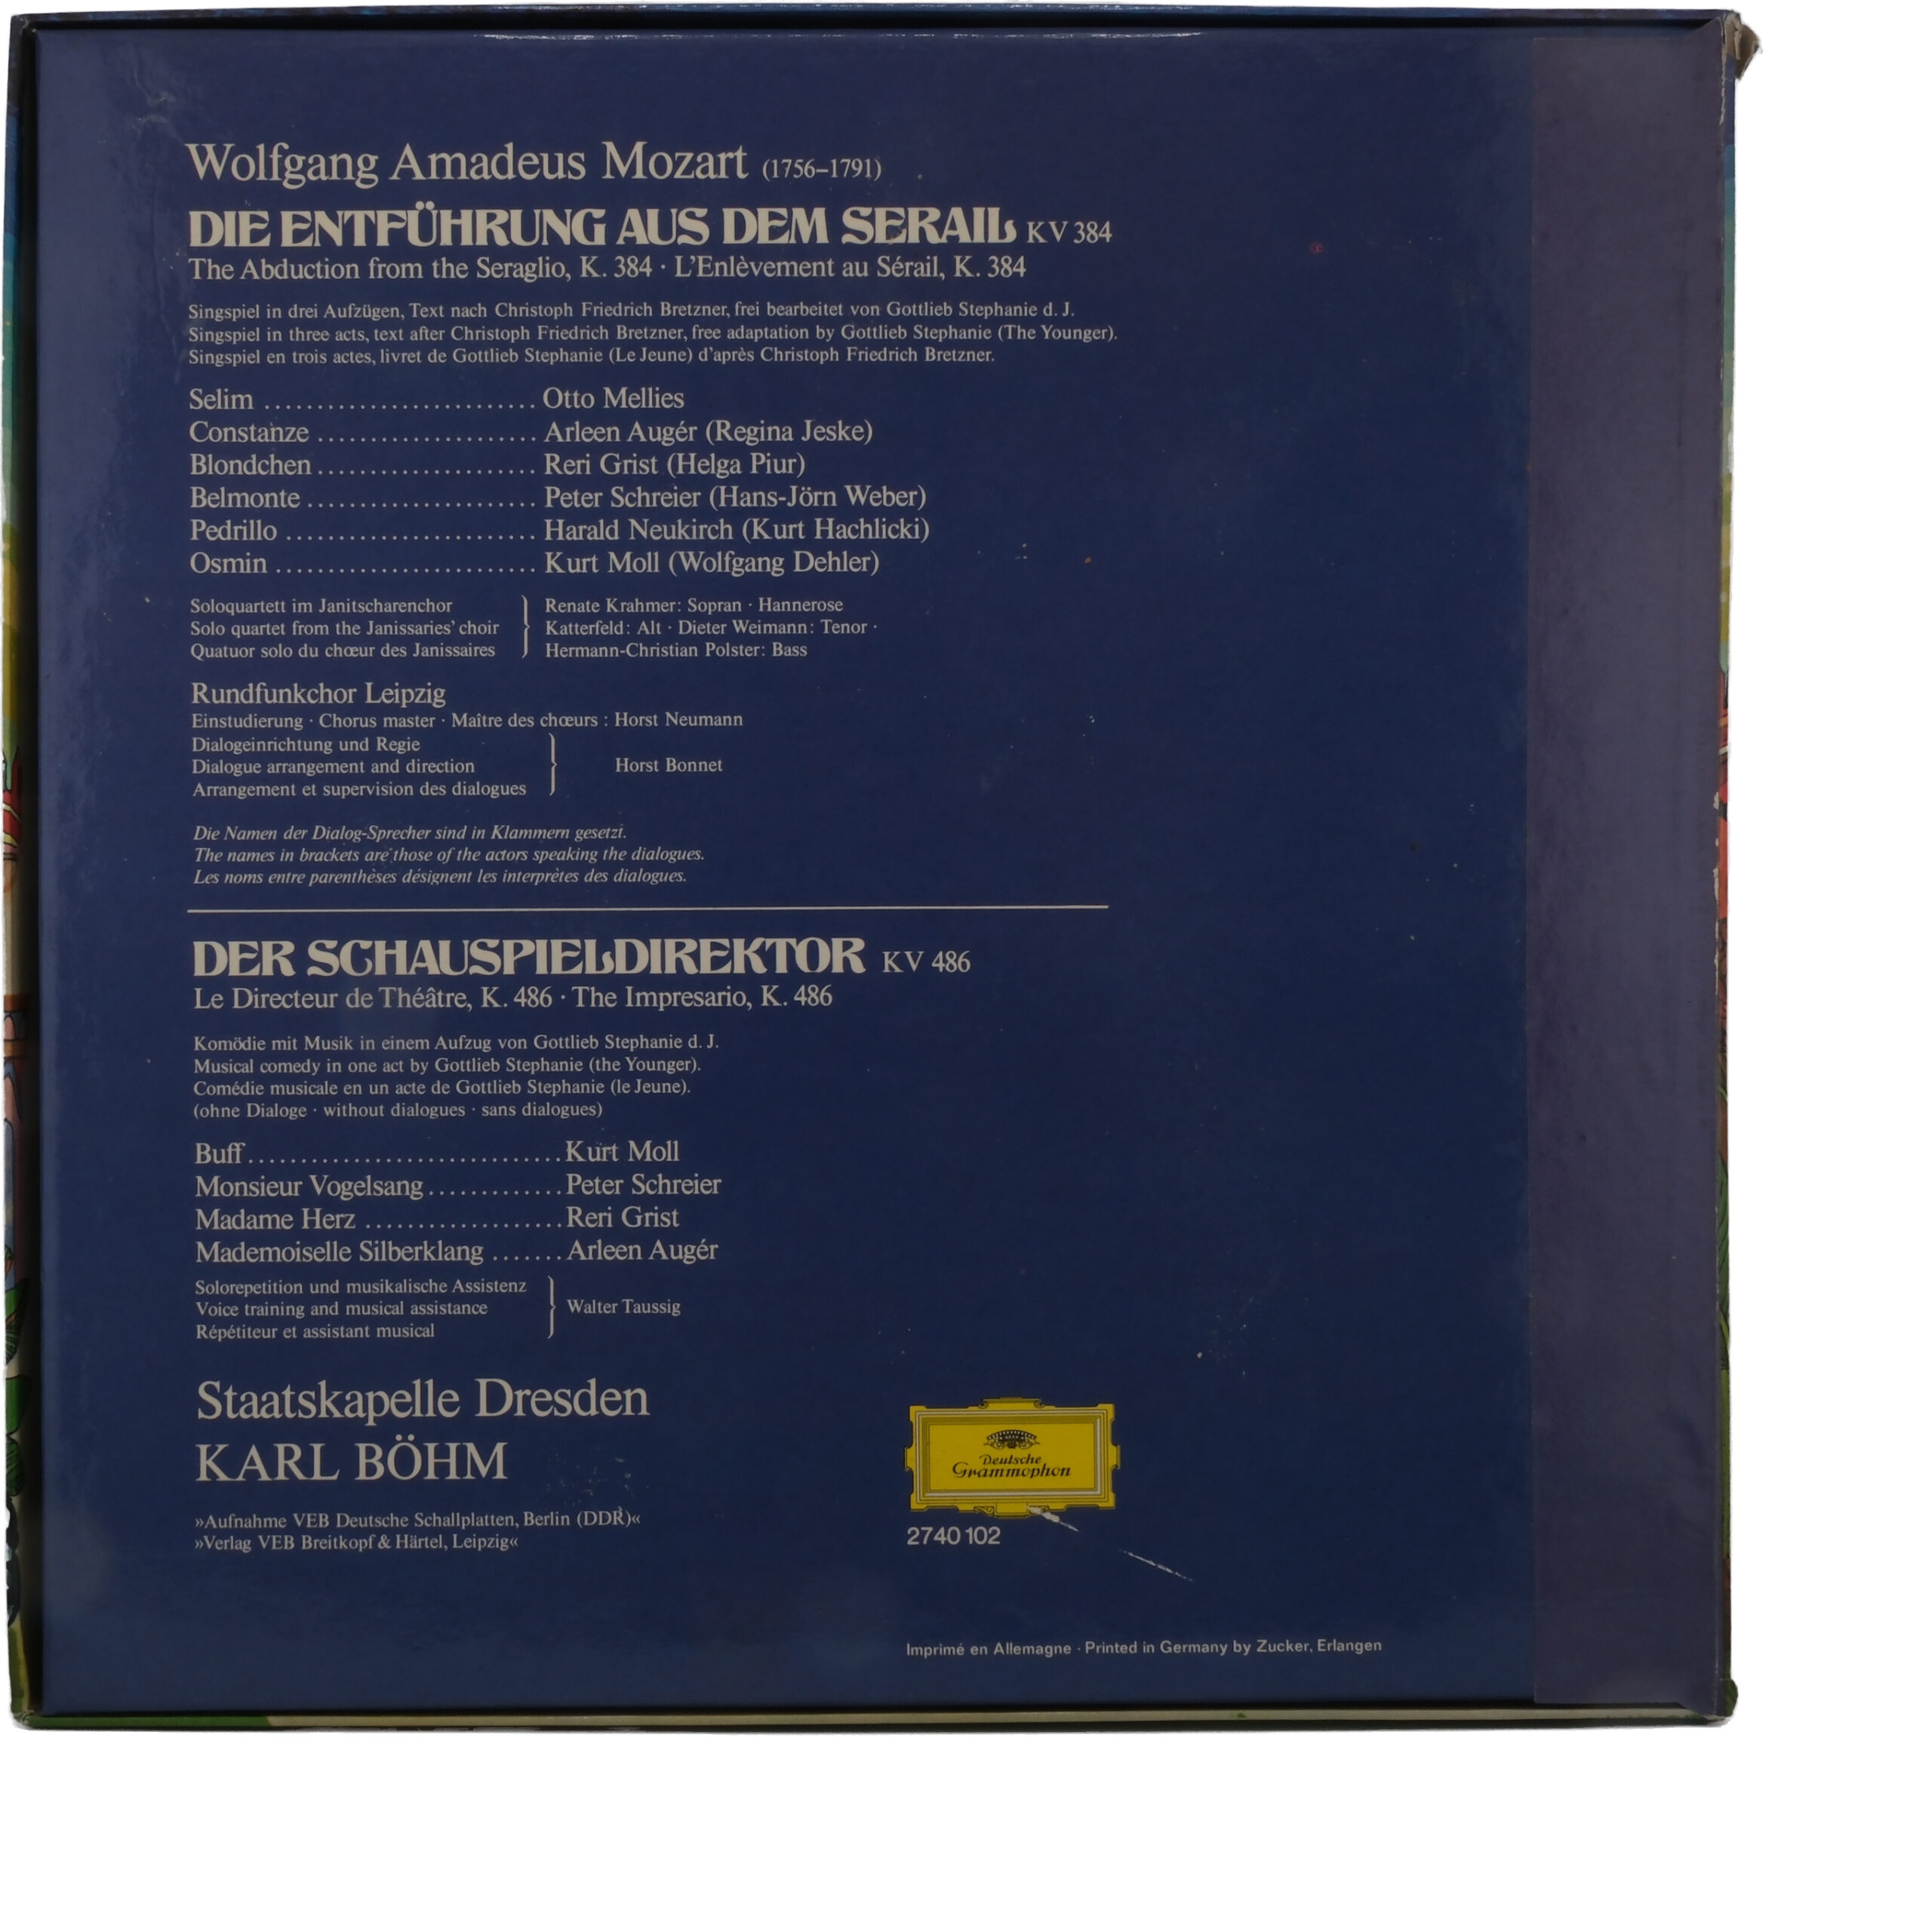 Wolfgang Amadeus Mozart (1756–1791)
DIE ENTFÜHRUNG AUS DEM SERAIL KV 384
The Abduction from the Seraglio, K. 384 · L'Enlèvement au Sérail, K. 384
Singspiel in drei Aufzügen, Text nach Christoph Friedrich Bretzner, frei bearbeitet von Gottlieb Stephanie d. J.
Singspiel in three acts, text after Christoph Friedrich Bretzner, free adaptation by Gottlieb Stephanie (The Younger).
Singspiel en trois actes, livret de Gottlieb Stephanie (Le Jeune) d'après Christoph Friedrich Bretzner.
Selim .......................... Otto Mellies
Constanze ..................... Arleen Augér (Regina Jeske)
Blondchen ..................... Reri Grist (Helga Piur)
Belmonte ...................... Peter Schreier (Hans-Jörn Weber)
Pedrillo ........................ Harald Neukirch (Kurt Hachlicki)
Osmin ......................... Kurt Moll (Wolfgang Dehler)
Soloquartett im Janitscharenchor
Solo quartet from the Janissaries' choir
Quatuor solo du chœur des Janissaires
Renate Krahmer: Sopran · Hannerose
Katterfeld: Alt · Dieter Weimann: Tenor ·
Hermann-Christian Polster: Bass
Rundfunkchor Leipzig
Einstudierung · Chorus master · Maître des chœurs : Horst Neumann
Dialogeinrichtung und Regie
Dialogue arrangement and direction
Arrangement et supervision des dialogues
Horst Bonnet
Die Namen der Dialog-Sprecher sind in Klammern gesetzt.
The names in brackets are those of the actors speaking the dialogues.
Les noms entre parenthèses désignent les interprètes des dialogues.
DER SCHAUSPIELDIREKTOR KV 486
Le Directeur de Théâtre, K. 486 · The Impresario, K. 486
Komödie mit Musik in einem Aufzug von Gottlieb Stephanie d. J.
Musical comedy in one act by Gottlieb Stephanie (the Younger).
Comédie musicale en un acte de Gottlieb Stephanie (le Jeune).
(ohne Dialoge · without dialogues · sans dialogues)
Buff .............................. Kurt Moll
Monsieur Vogelsang ............. Peter Schreier
Madame Herz ................... Reri Grist
Mademoiselle Silberklang ....... Arleen Augér
Solorepetition und musikalische Assistenz
Voice training and musical assistance
Répétiteur et assistant musical
Walter Taussig
Staatskapelle Dresden
KARL BÖHM
»Aufnahme VEB Deutsche Schallplatten, Berlin (DDR)«
»Verlag VEB Breitkopf & Härtel, Leipzig«
Deutsche
Grammophon
2740 102
Imprimé en Allemagne · Printed in Germany by Zucker, Erlangen